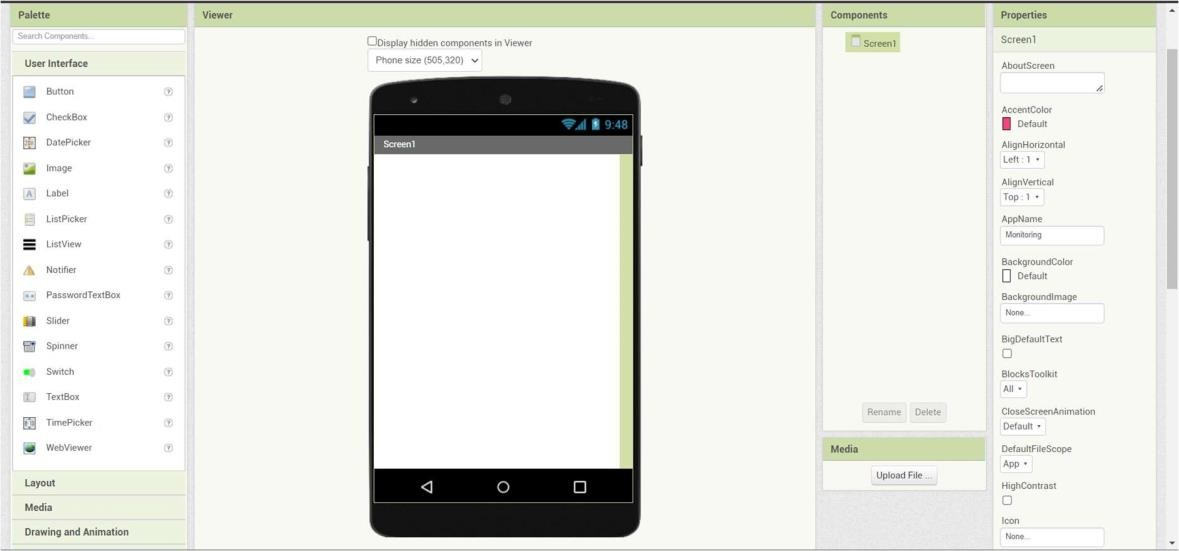 Palette
Search Components...
User Interface
Button
CheckBox
DatePicker
Image
Label
ListPicker
ListView
Notifier
PasswordTextBox
Slider
Spinner
Switch
TextBox
TimePicker
WebViewer
Layout
Media
Drawing and Animation
Viewer
Display hidden components in Viewer
Phone size (505,320)
9:48
Screen1
Components
Screen1
Rename Delete
Media
Upload File ...
Properties
Screen1
AboutScreen
AccentColor
Default
AlignHorizontal
Left : 1
AlignVertical
Top : 1
AppName
Monitoring
BackgroundColor
Default
BackgroundImage
None...
BigDefaultText
BlocksToolkit
All
CloseScreenAnimation
Default
DefaultFileScope
App
HighContrast
Icon
None...